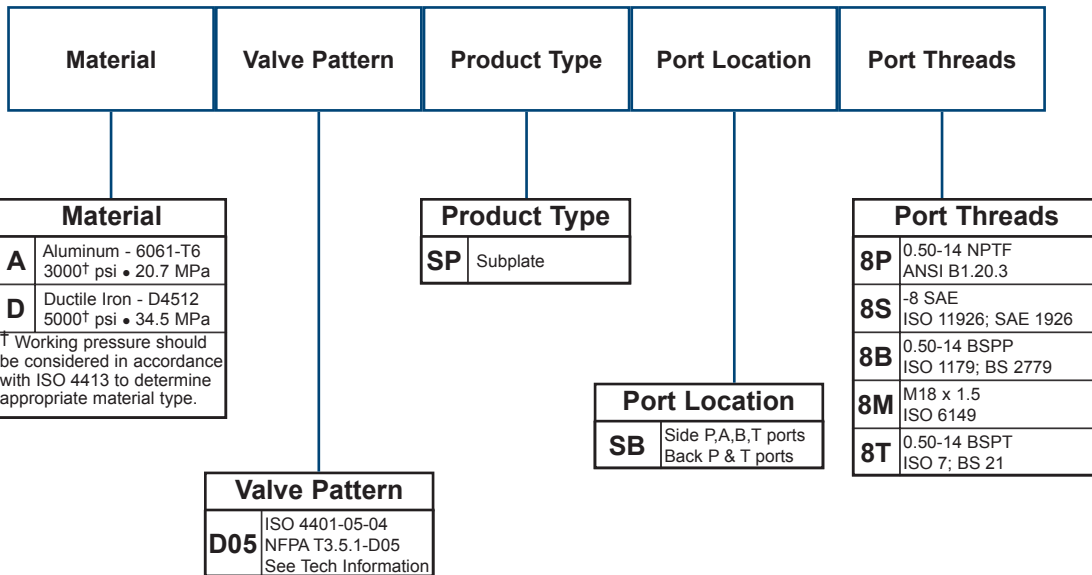 Material
Valve Pattern
Product Type
Port Location
Port Threads
Material
A
Aluminum - 6061-T6
3000† psi • 20.7 MPa
D
Ductile Iron - D4512
5000† psi • 34.5 MPa
† Working pressure should
be considered in accordance
with ISO 4413 to determine
appropriate material type.
Valve Pattern
D05
ISO 4401-05-04
NFPA T3.5.1-D05
See Tech Information
Product Type
SP
Subplate
Port Location
SB
Side P,A,B,T ports
Back P & T ports
Port Threads
8P
0.50-14 NPTF
ANSI B1.20.3
8S
-8 SAE
ISO 11926; SAE 1926
8B
0.50-14 BSPP
ISO 1179; BS 2779
8M
M18 x 1.5
ISO 6149
8T
0.50-14 BSPT
ISO 7; BS 21